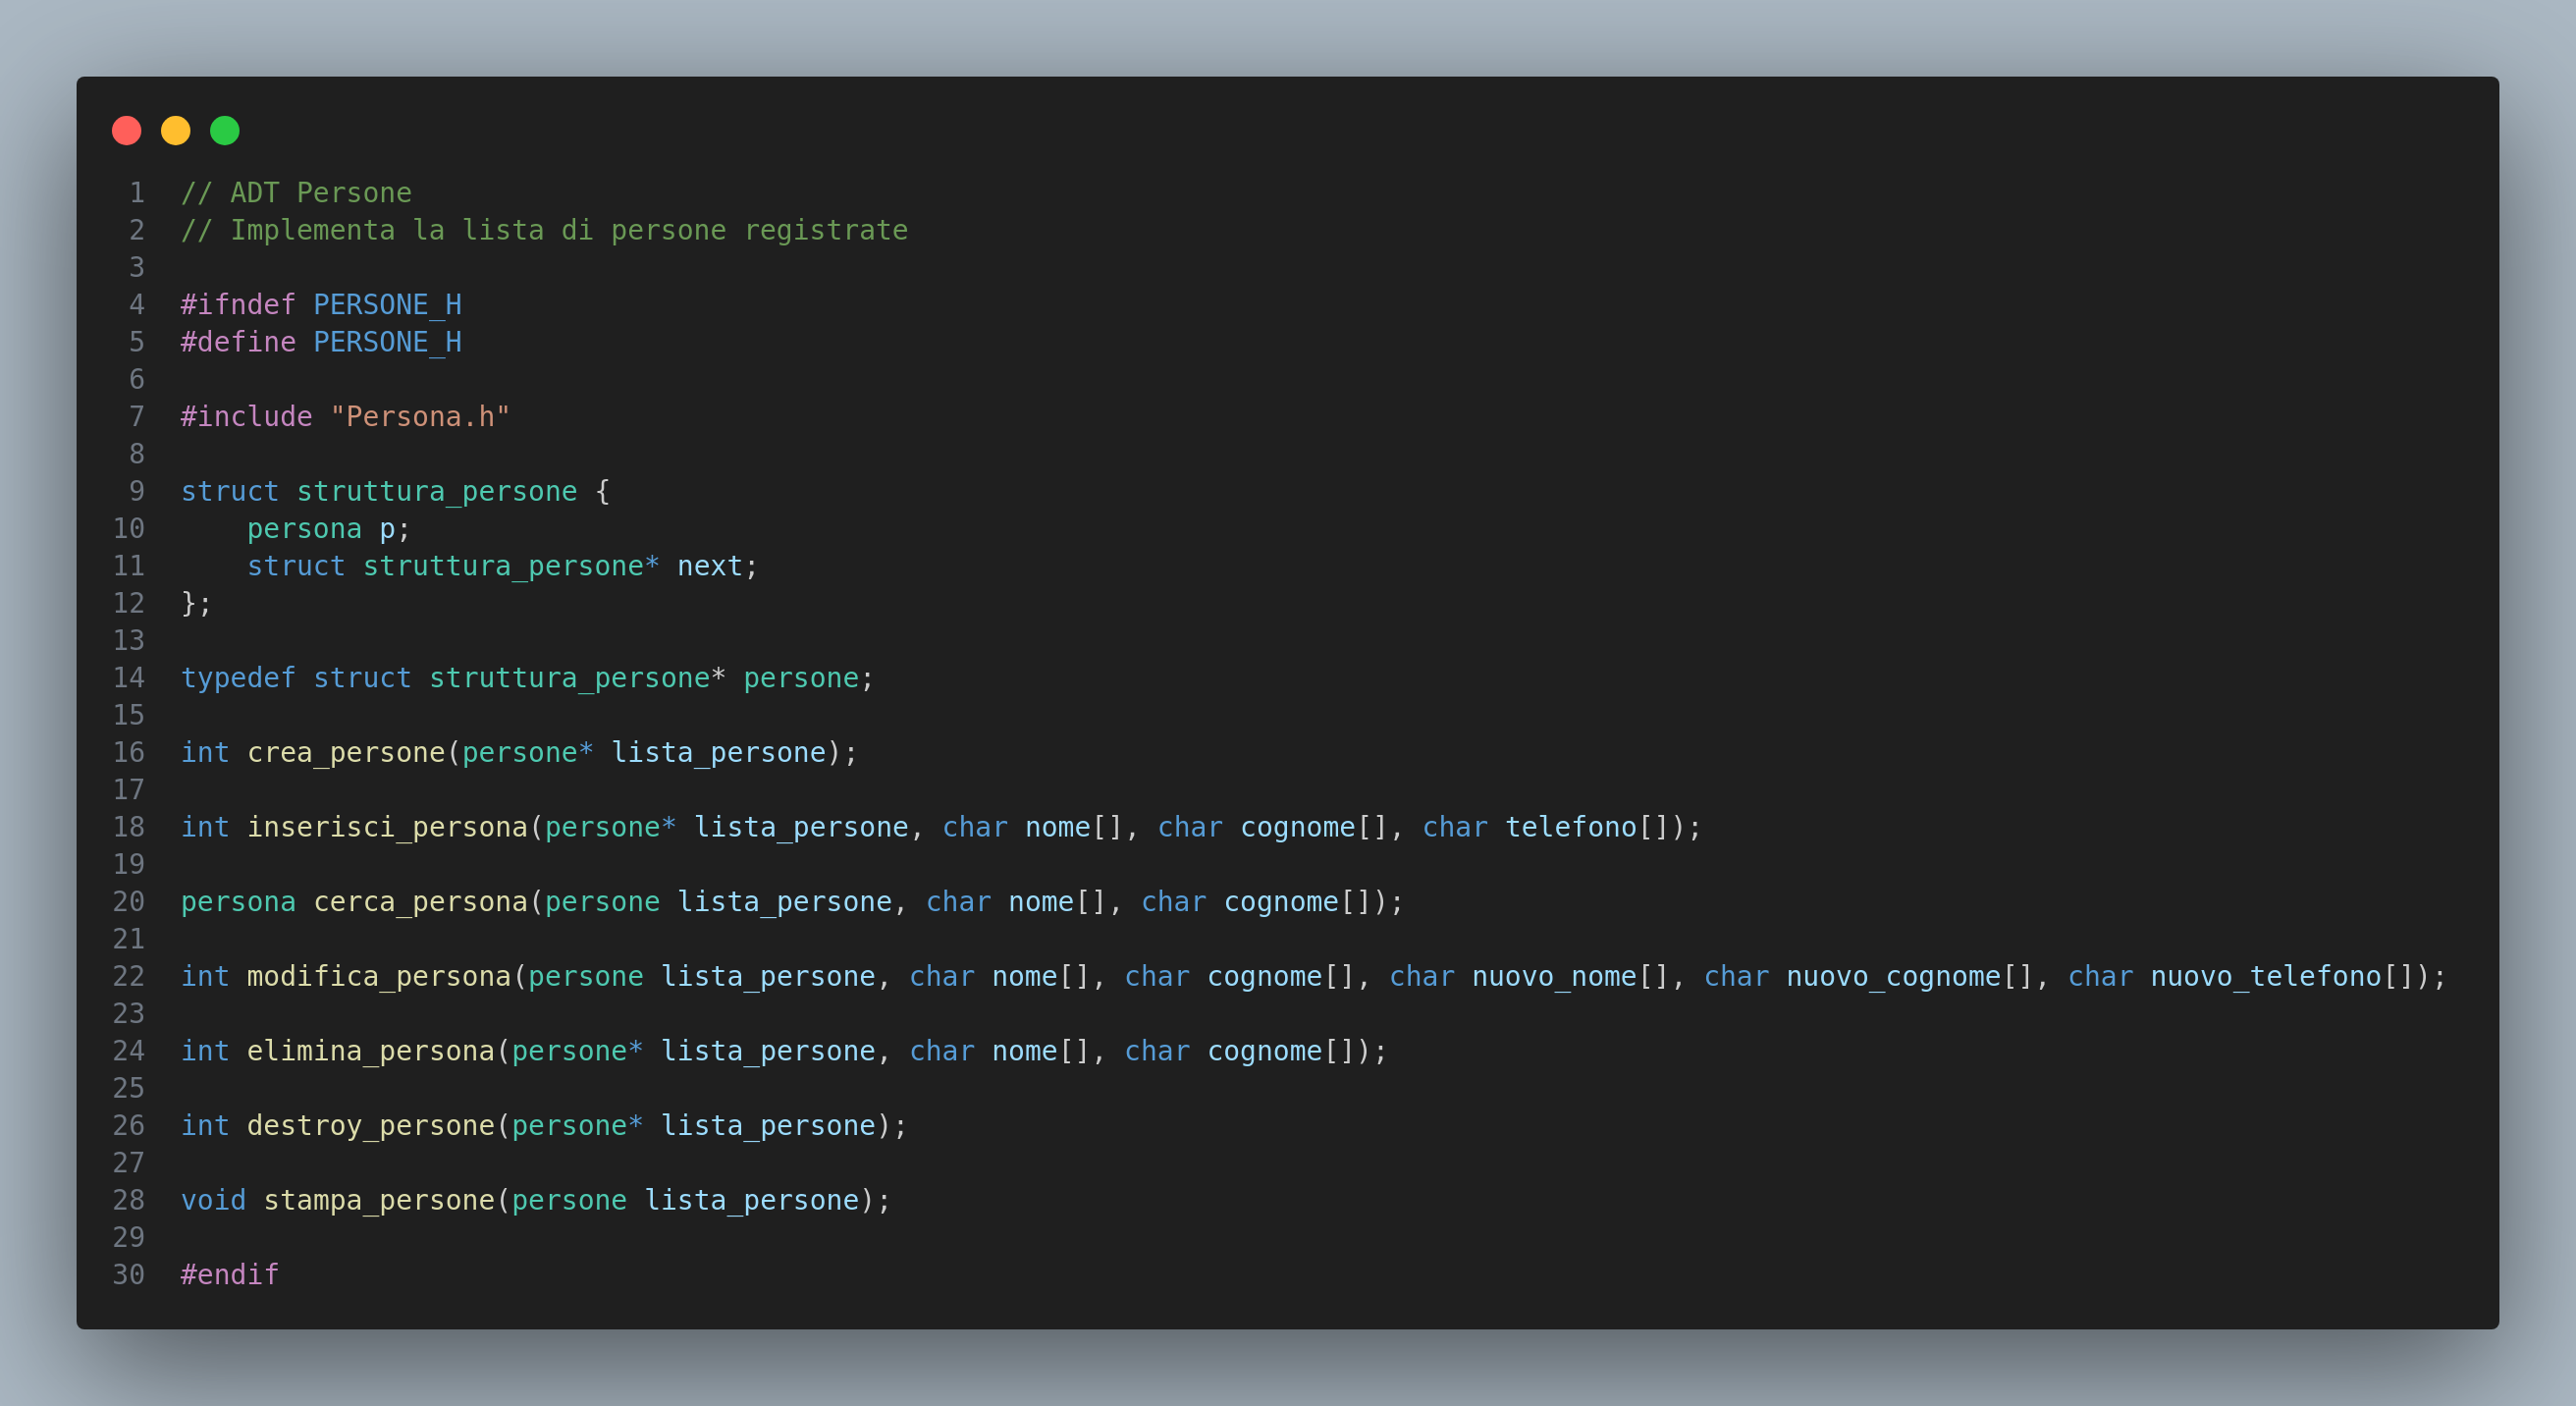 1 // ADT Persone
2 // Implementa la lista di persone registrate
3
4 #ifndef PERSONE_H
5 #define PERSONE_H
6
7 #include "Persona.h"
8
9 struct struttura_persone {
10     persona p;
11     struct struttura_persone* next;
12 };
13
14 typedef struct struttura_persone* persone;
15
16 int crea_persone(persone* lista_persone);
17
18 int inserisci_persona(persone* lista_persone, char nome[], char cognome[], char telefono[]);
19
20 persona cerca_persona(persone lista_persone, char nome[], char cognome[]);
21
22 int modifica_persona(persone lista_persone, char nome[], char cognome[], char nuovo_nome[], char nuovo_cognome[], char nuovo_telefono[]);
23
24 int elimina_persona(persone* lista_persone, char nome[], char cognome[]);
25
26 int destroy_persone(persone* lista_persone);
27
28 void stampa_persone(persone lista_persone);
29
30 #endif